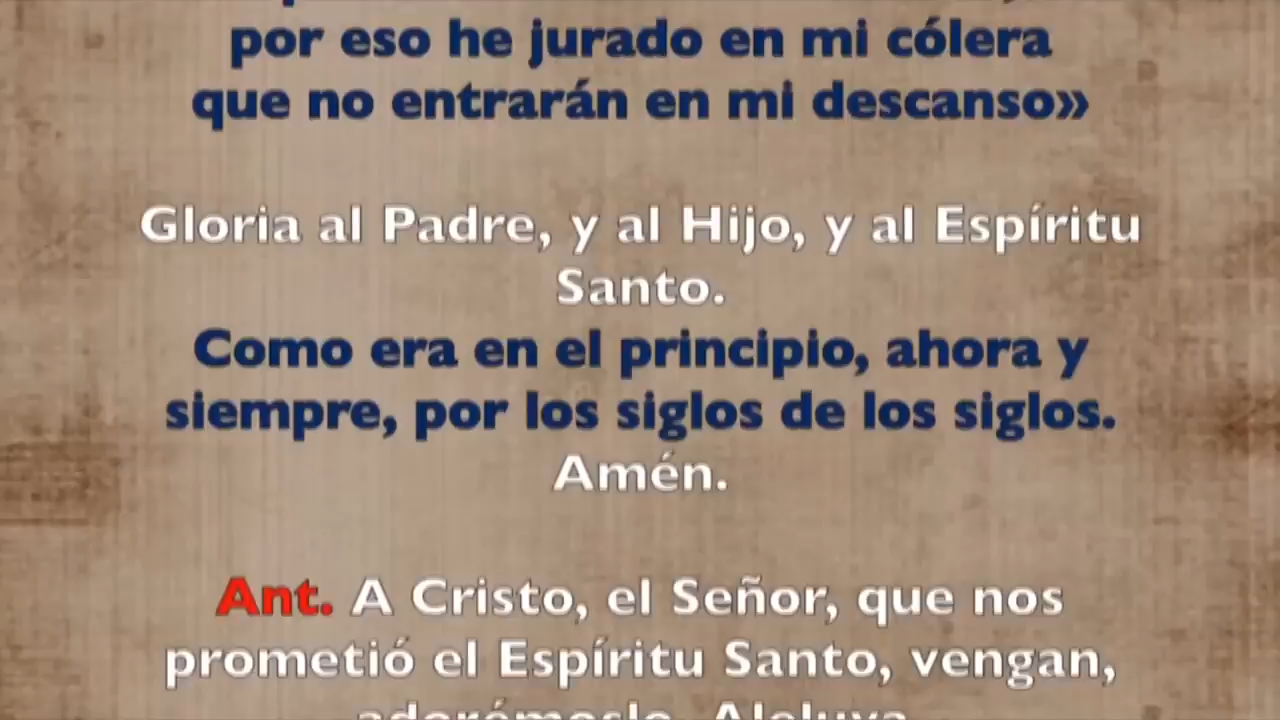 por eso he jurado en mi cólera
que no entrarán en mi descanso»
Gloria al Padre, y al Hijo, y al Espíritu
Santo.
Como era en el principio, ahora y
siempre, por los siglos de los siglos.
Amén.
Ant. A Cristo, el Señor, que nos
prometió el Espíritu Santo, vengan,
adorémosle. Aleluya